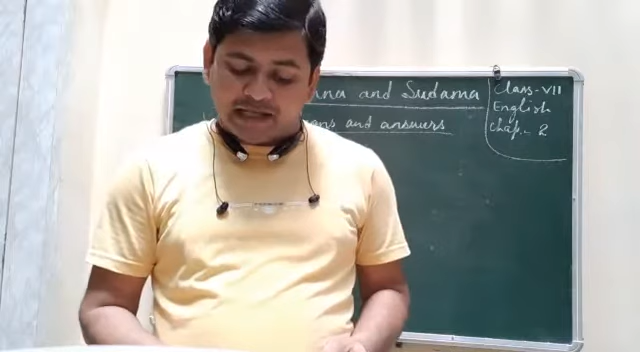 and Sudama
and answers
Class-VII
English
Chap.- 2